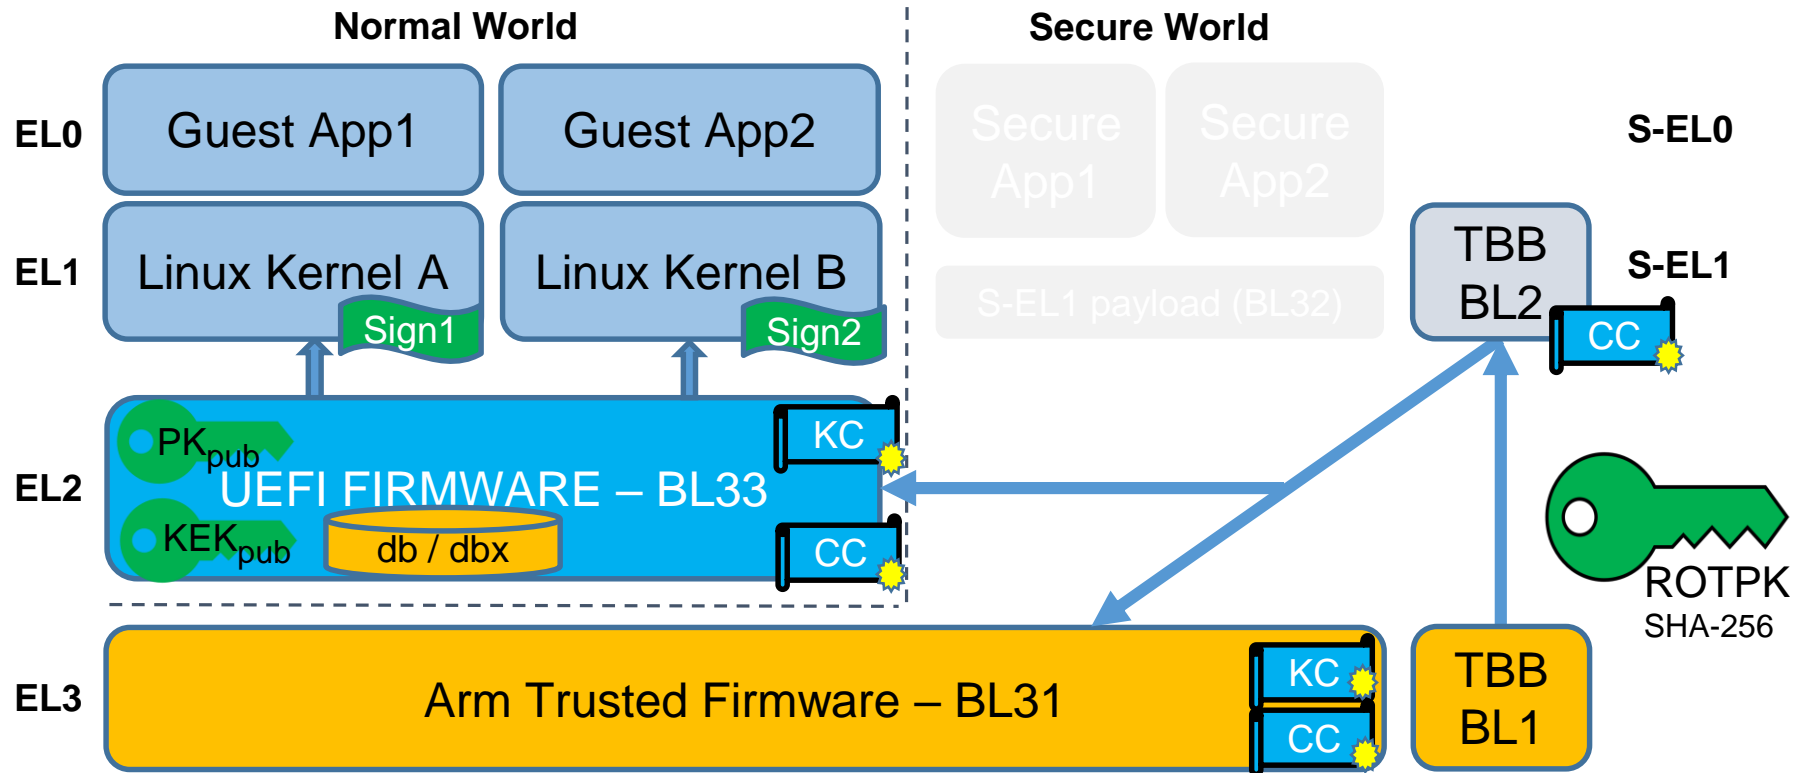 Normal World
Secure World
EL0
Guest App1
Guest App2
Secure
App1
Secure
App2
S-EL0
EL1
Linux Kernel A
Sign1
Linux Kernel B
Sign2
S-EL1 payload (BL32)
TBB
BL2
CC
S-EL1
EL2
PKpub
UEFI FIRMWARE – BL33
KEKpub
db / dbx
KC
CC
ROTPK
SHA-256
EL3
Arm Trusted Firmware – BL31
KC
CC
TBB
BL1